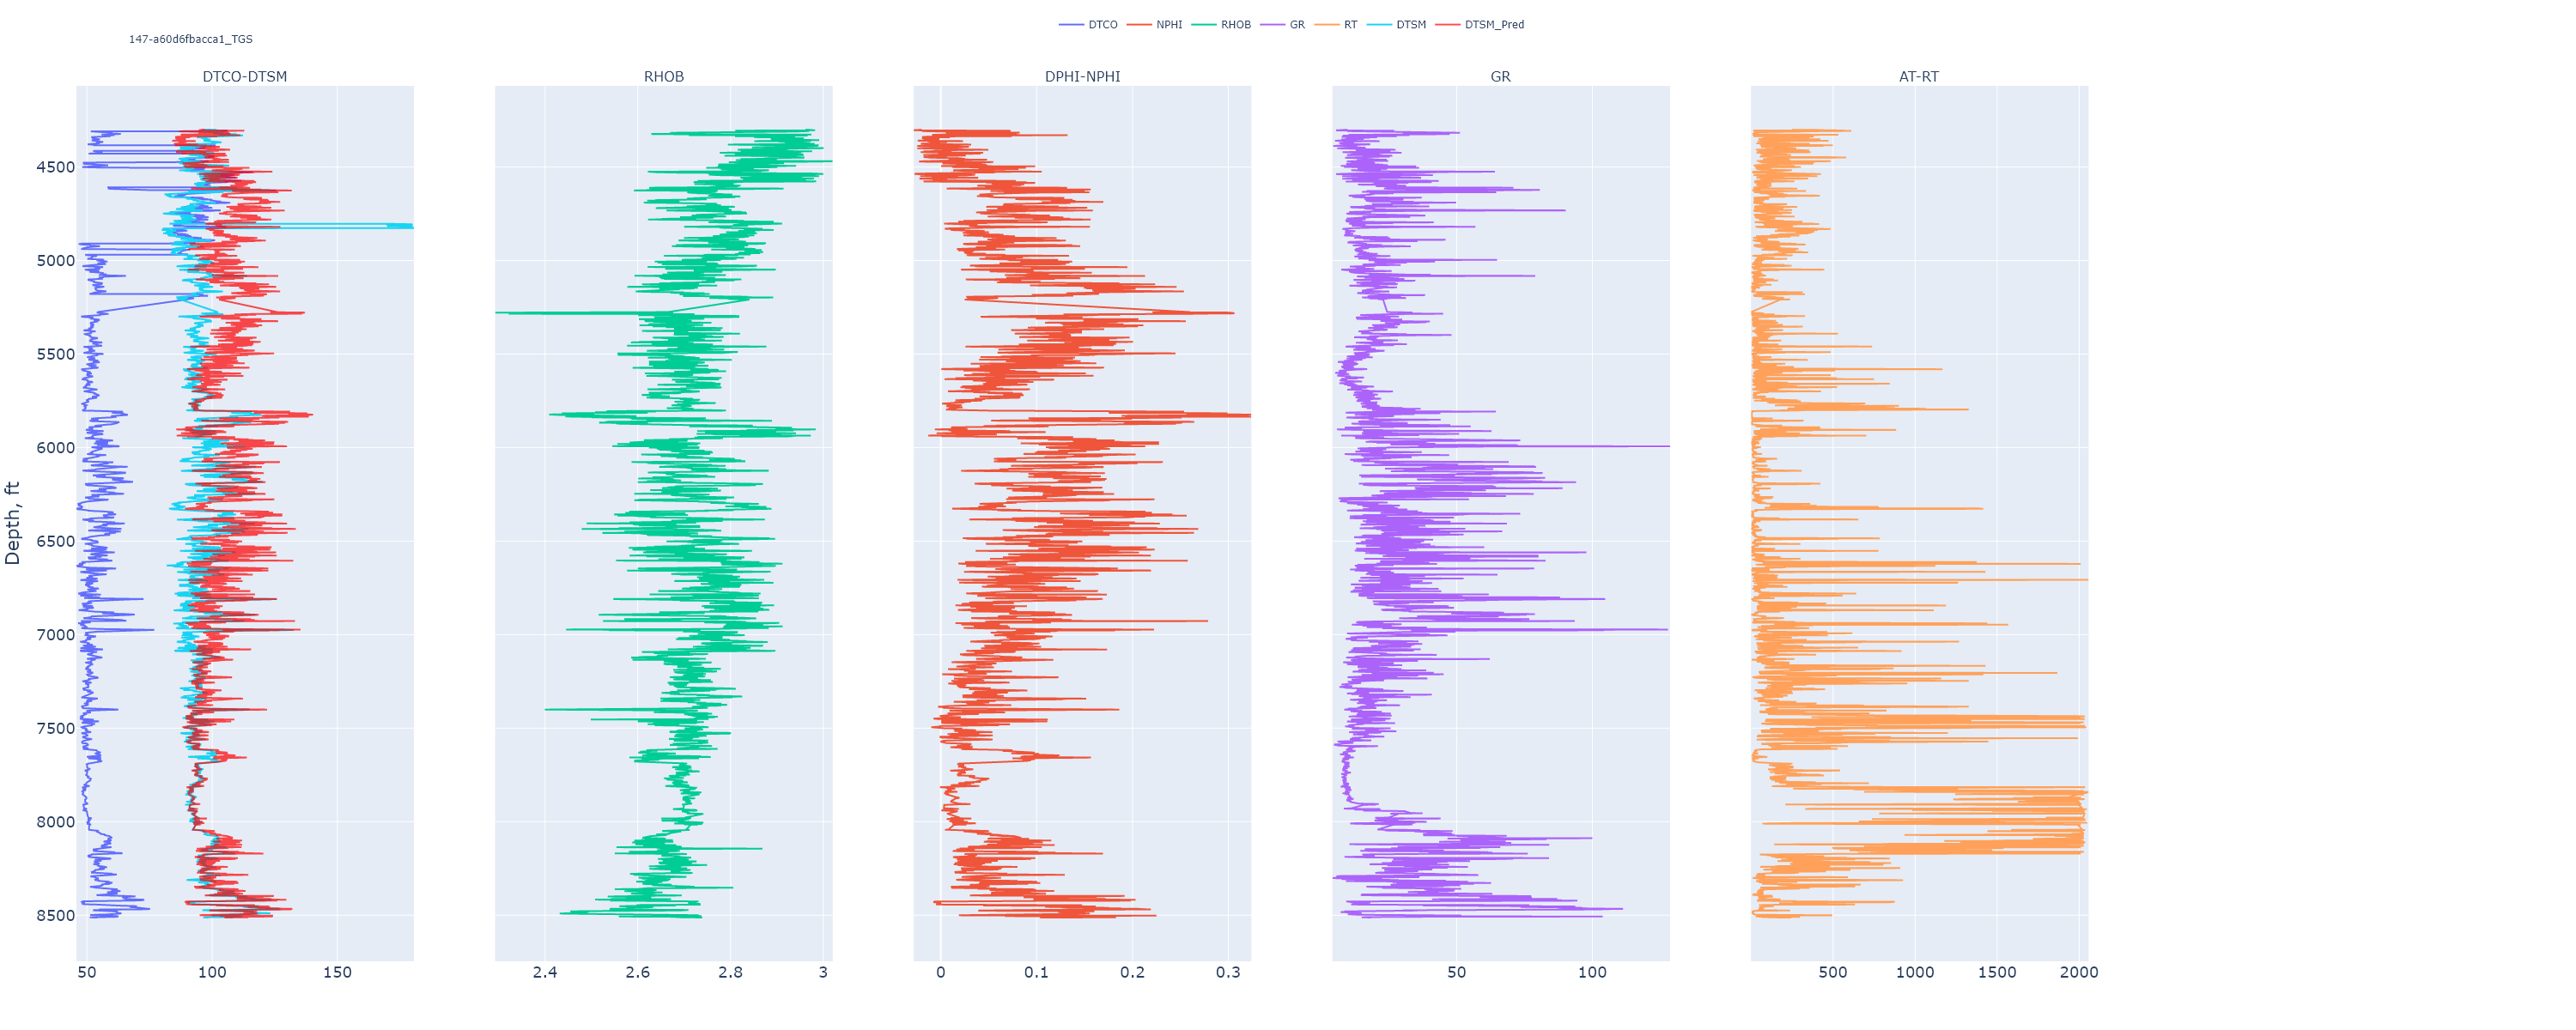 DTCO NPHI RHOB GR RT DTSM DTSM_Pred
147-a60d6fbacca1_TGS
DTCO-DTSM RHOB DPHI-NPHI GR AT-RT
4500
5000
5500
6000
Depth, ft
6500
7000
7500
8000
8500
50 100 150 2.4 2.6 2.8 3 0 0.1 0.2 0.3 50 100 500 1000 1500 2000